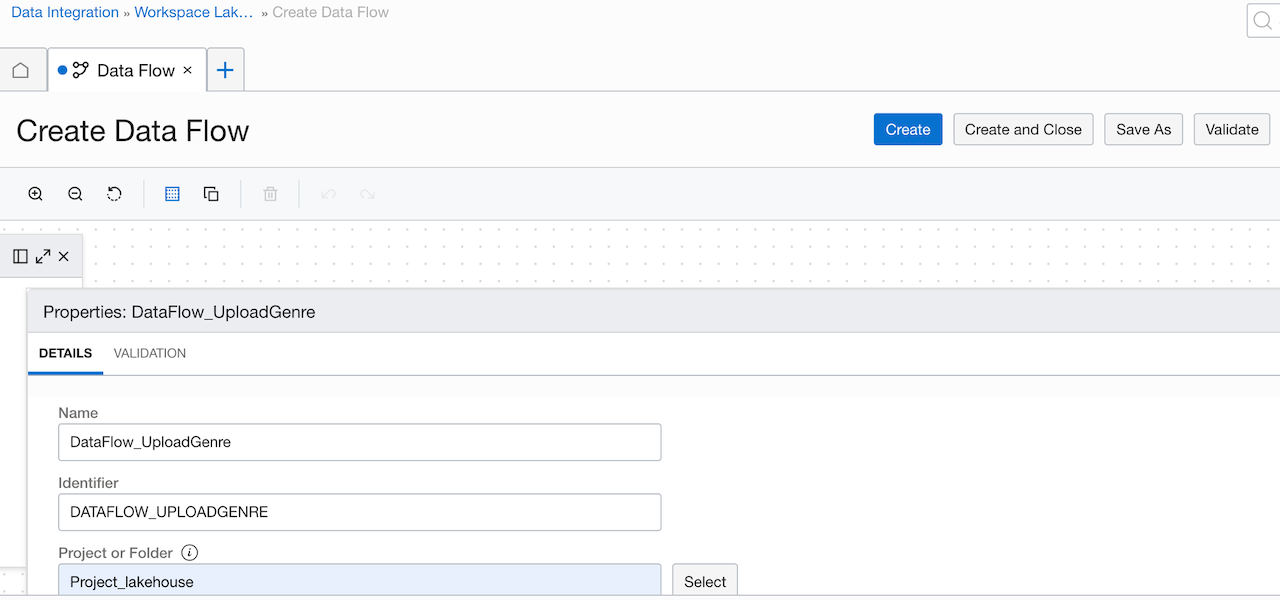 Data Integration » Workspace Lak... » Create Data Flow
Data Flow ×
Create Data Flow
Create Create and Close Save As Validate
Properties: DataFlow_UploadGenre
DETAILS VALIDATION
Name
DataFlow_UploadGenre
Identifier
DATAFLOW_UPLOADGENRE
Project or Folder i
Project_lakehouse Select